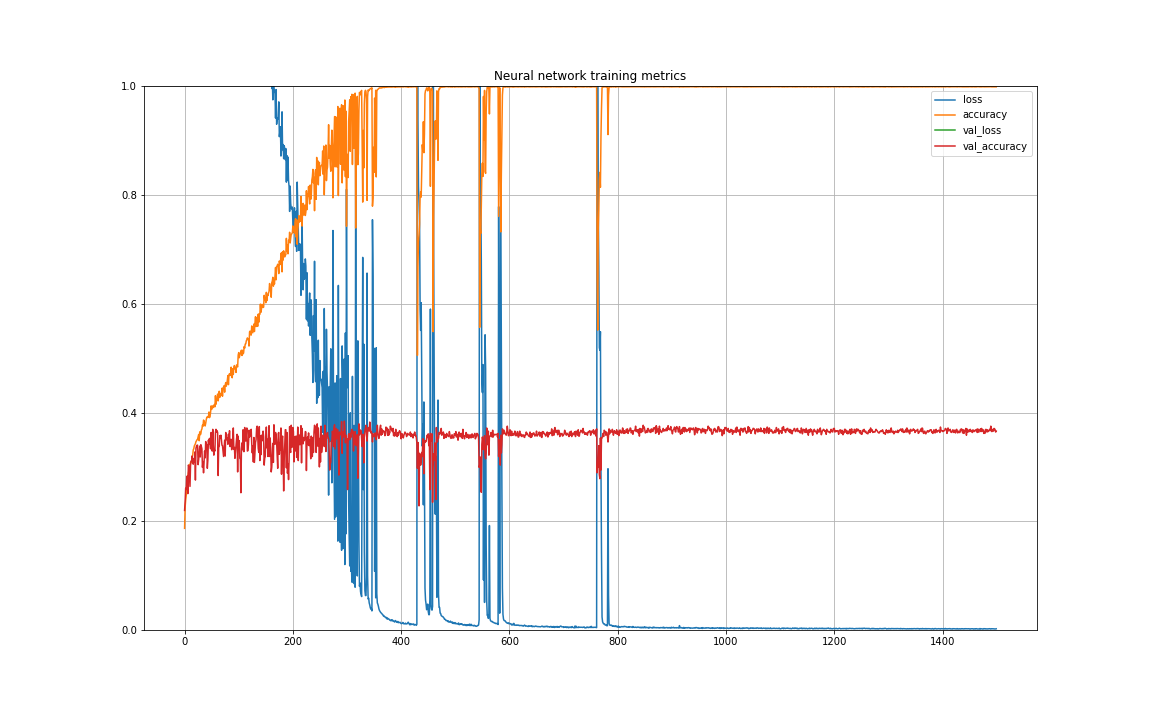 Neural network training metrics
1.0
0.8
0.6
0.4
0.2
0.0
loss
accuracy
val_loss
val_accuracy
0 200 400 600 800 1000 1200 1400